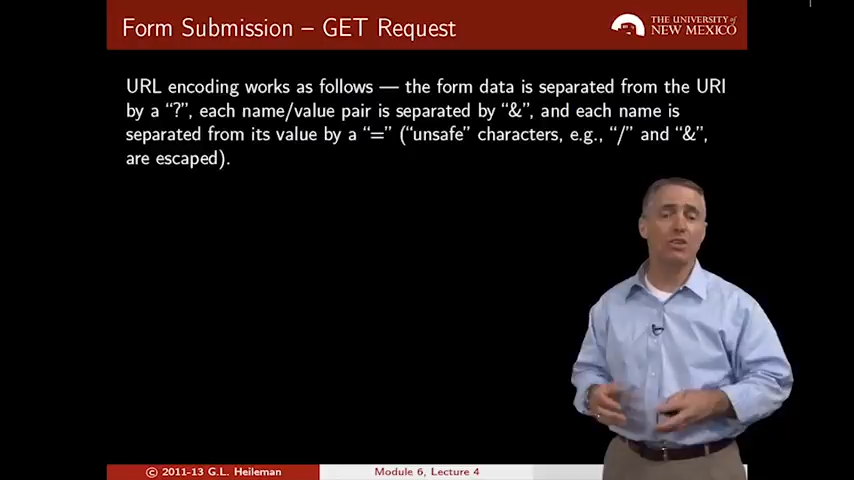 Form Submission – GET Request
THE UNIVERSITY of
NEW MEXICO
URL encoding works as follows — the form data is separated from the URI
by a “?”, each name/value pair is separated by “&”, and each name is
separated from its value by a “=” (“unsafe” characters, e.g., “/” and “&”,
are escaped).
© 2011-13 G.L. Heileman
Module 6, Lecture 4